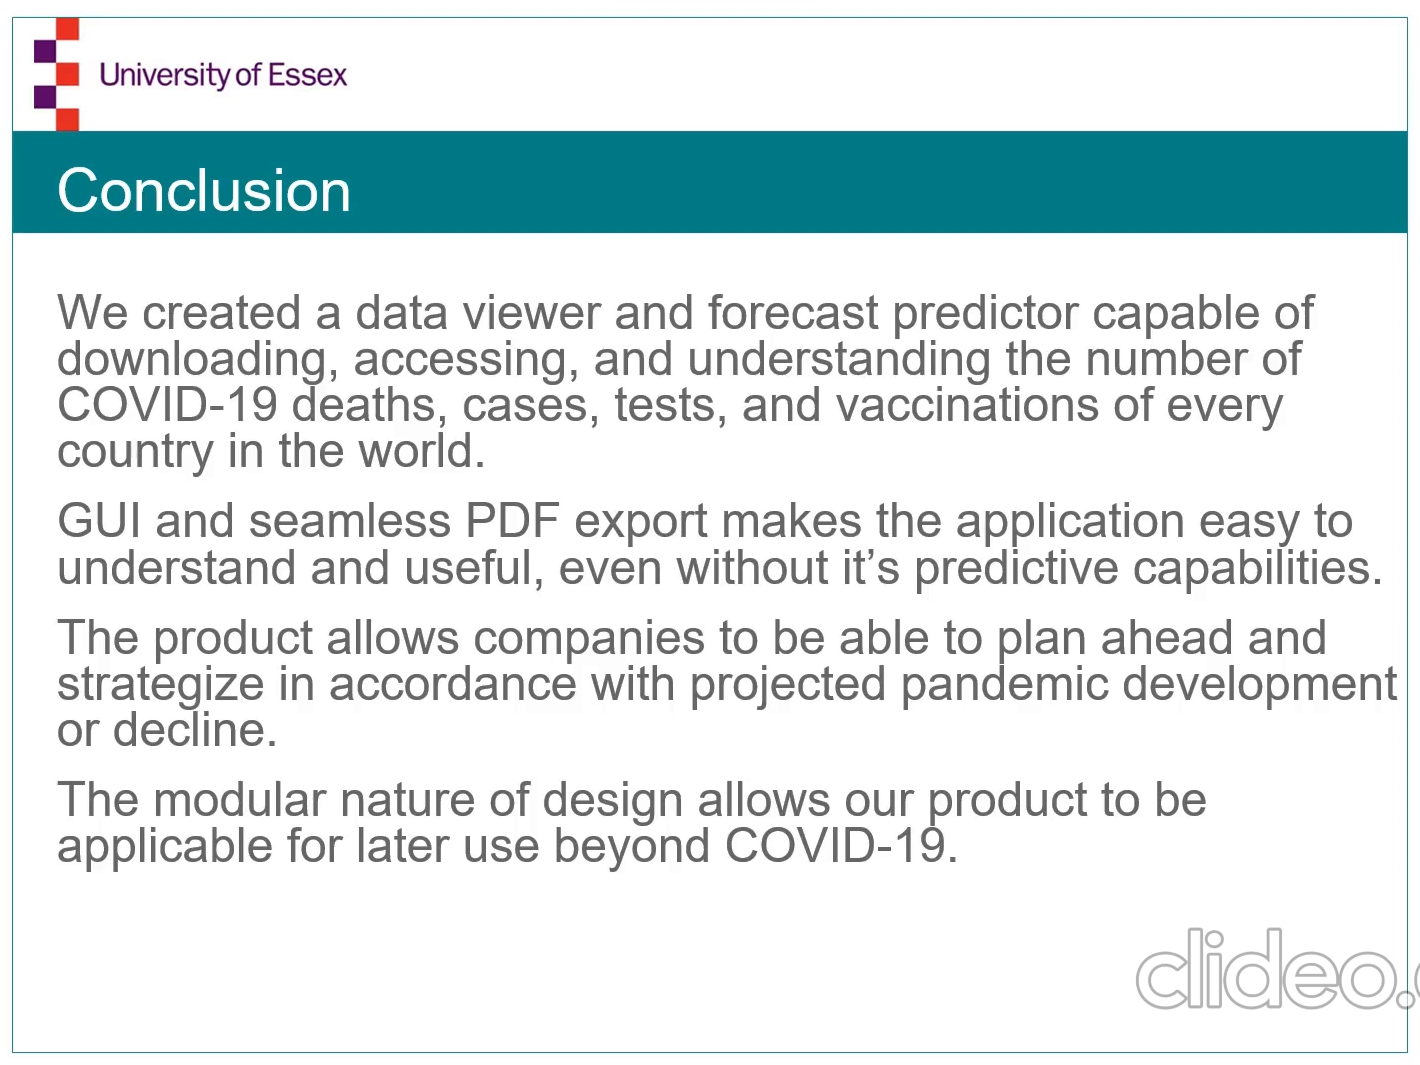 University of Essex
Conclusion
We created a data viewer and forecast predictor capable of
downloading, accessing, and understanding the number of
COVID-19 deaths, cases, tests, and vaccinations of every
country in the world.
GUI and seamless PDF export makes the application easy to
understand and useful, even without it’s predictive capabilities.
The product allows companies to be able to plan ahead and
strategize in accordance with projected pandemic development
or decline.
The modular nature of design allows our product to be
applicable for later use beyond COVID-19.
clideo.